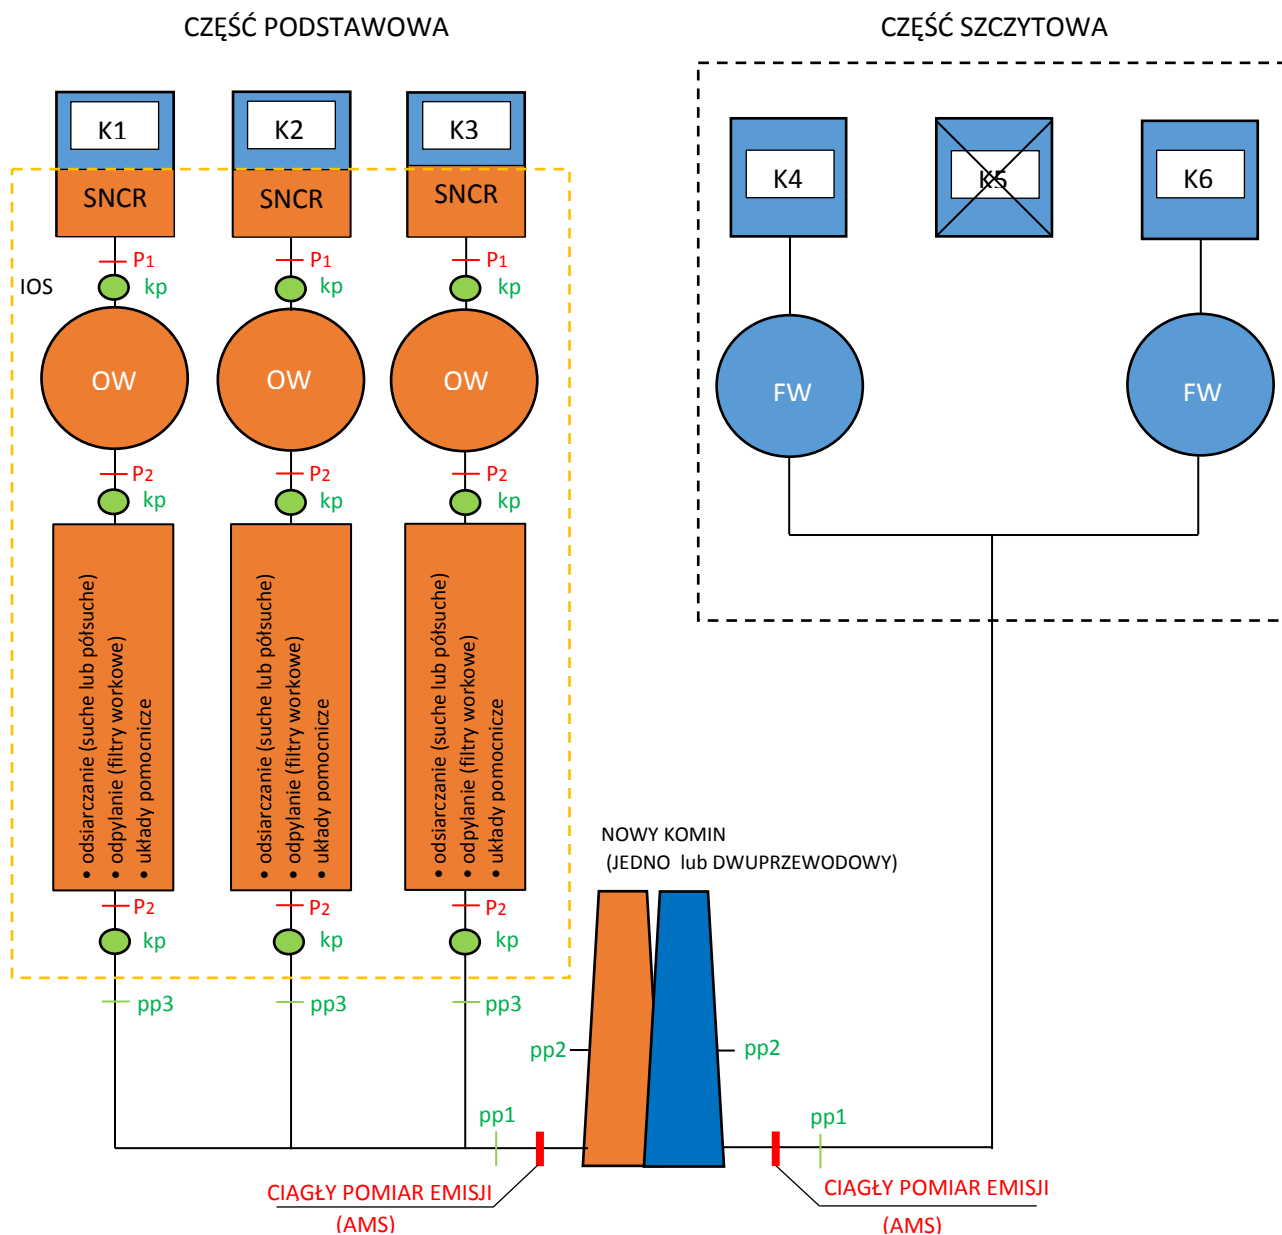 CZĘŚĆ PODSTAWOWA
CZĘŚĆ SZCZYTOWA
K1
K2
K3
K4
K5
K6
SNCR
SNCR
SNCR
P1
P1
P1
IOS
kp
kp
kp
OW
OW
OW
FW
FW
P2
P2
P2
kp
kp
kp
• odsiarczanie (suche lub półsuche)
• odpylanie (filtry workowe)
• układy pomocnicze
• odsiarczanie (suche lub półsuche)
• odpylanie (filtry workowe)
• układy pomocnicze
• odsiarczanie (suche lub półsuche)
• odpylanie (filtry workowe)
• układy pomocnicze
NOWY KOMIN
(JEDNO lub DWUPRZEWODOWY)
P2
P2
P2
kp
kp
kp
pp3
pp3
pp3
pp2
pp2
pp1
pp1
CIĄGŁY POMIAR EMISJI
(AMS)
CIĄGŁY POMIAR EMISJI
(AMS)